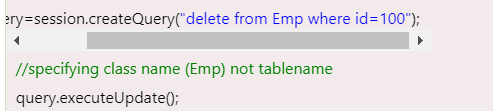 ery=session.createQuery("delete from Emp where id=100");
//specifying class name (Emp) not tablename
query.executeUpdate();